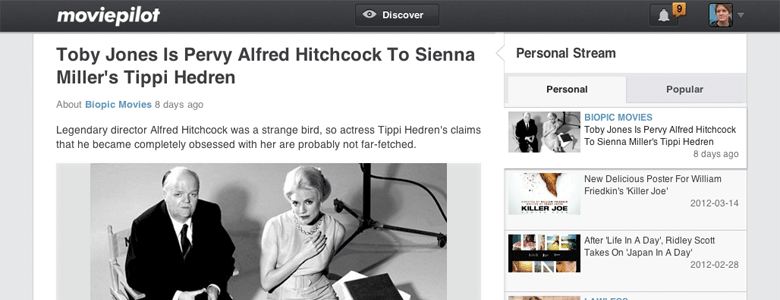 moviepilot
Discover
9
Toby Jones Is Pervy Alfred Hitchcock To Sienna
Miller's Tippi Hedren
About Biopic Movies 8 days ago
Legendary director Alfred Hitchcock was a strange bird, so actress Tippi Hedren's claims
that he became completely obsessed with her are probably not far-fetched.
Personal Stream
Personal
Popular
BIOPIC MOVIES
Toby Jones Is Pervy Alfred Hitchcock
To Sienna Miller's Tippi Hedren
8 days ago
KILLER JOE
New Delicious Poster For William
Friedkin's 'Killer Joe'
2012-03-14
After 'Life In A Day', Ridley Scott
Takes On 'Japan In A Day'
2012-02-28
LAWLESS